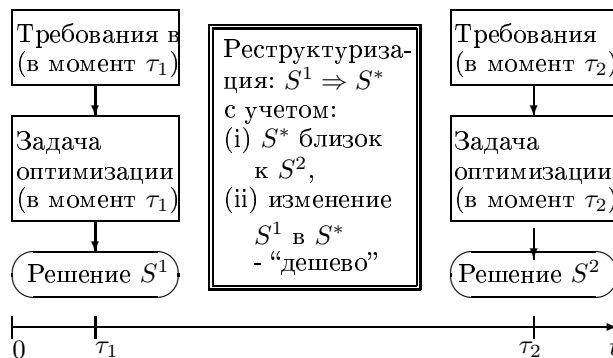 Требования в
(в момент τ₁)
Задача
оптимизации
(в момент τ₁)
Решение S¹
Реструктуриза-
ция: S¹ ⇒ S*
с учетом:
(i) S* близок
к S²,
(ii) изменение
S¹ в S*
- “дешево”
Требования
(в момент τ₂)
Задача
оптимизации
(в момент τ₂)
Решение S²
0 τ₁ τ₂ t